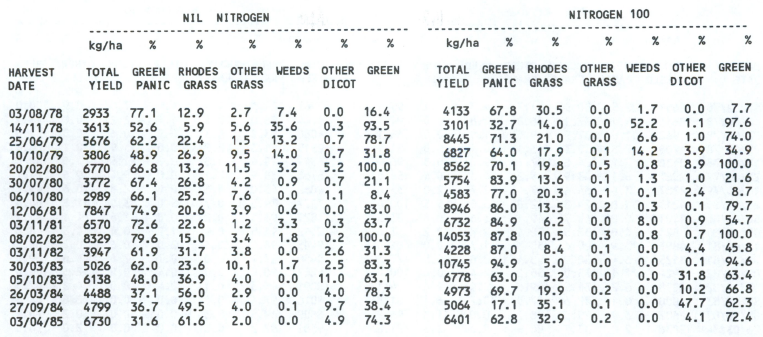 NIL NITROGEN NITROGEN 100
kg/ha % % % % % % kg/ha % % % % % %
HARVEST TOTAL GREEN RHODES OTHER WEEDS OTHER GREEN TOTAL GREEN RHODES OTHER WEEDS OTHER GREEN
DATE YIELD PANIC GRASS GRASS DICOT YIELD PANIC GRASS GRASS DICOT
03/08/78 2933 77.1 12.9 2.7 7.4 0.0 16.4 4133 67.8 30.5 0.0 1.7 0.0 7.7
14/11/78 3613 52.6 5.9 5.6 35.6 0.3 93.5 3101 32.7 14.0 0.0 52.2 1.1 97.6
25/06/79 5676 62.2 22.4 1.5 13.2 0.7 78.7 8445 71.3 21.0 0.0 6.6 1.0 74.0
10/10/79 3806 48.9 26.9 9.5 14.0 0.7 31.8 6827 64.0 17.9 0.1 14.2 3.9 34.9
20/02/80 6770 66.8 13.2 11.5 3.2 5.2 100.0 8562 70.1 19.8 0.5 0.8 8.9 100.0
30/07/80 3772 67.4 26.8 4.2 0.9 0.7 21.1 5754 83.9 13.6 0.1 1.3 1.0 21.6
06/10/80 2989 66.1 25.2 7.6 0.0 1.1 8.4 4583 77.0 20.3 0.1 0.1 2.4 8.7
12/06/81 7847 74.9 20.6 3.9 0.6 0.0 83.0 8946 86.0 13.5 0.2 0.3 0.1 79.7
03/11/81 6570 72.6 22.6 1.2 3.3 0.3 63.7 6732 84.9 6.2 0.0 8.0 0.9 54.7
08/02/82 8329 79.6 15.0 3.4 1.8 0.2 100.0 14053 87.8 10.5 0.3 0.8 0.7 100.0
03/11/82 3947 61.9 31.7 3.8 0.0 2.6 31.3 4228 87.0 8.4 0.1 0.0 4.4 45.8
30/03/83 5026 62.0 23.6 10.1 1.7 2.5 83.3 10745 94.9 5.0 0.0 0.0 0.1 94.6
05/10/83 6138 48.0 36.9 4.0 0.0 11.0 63.1 6778 63.0 5.2 0.0 0.0 31.8 63.4
26/03/84 4488 37.1 56.0 2.9 0.0 4.0 78.3 4973 69.7 19.9 0.2 0.0 10.2 66.8
27/09/84 4799 36.7 49.5 4.0 0.1 9.7 38.4 5064 17.1 35.1 0.1 0.0 47.7 62.3
03/04/85 6730 31.6 61.6 2.0 0.0 4.9 74.3 6401 62.8 32.9 0.2 0.0 4.1 72.4